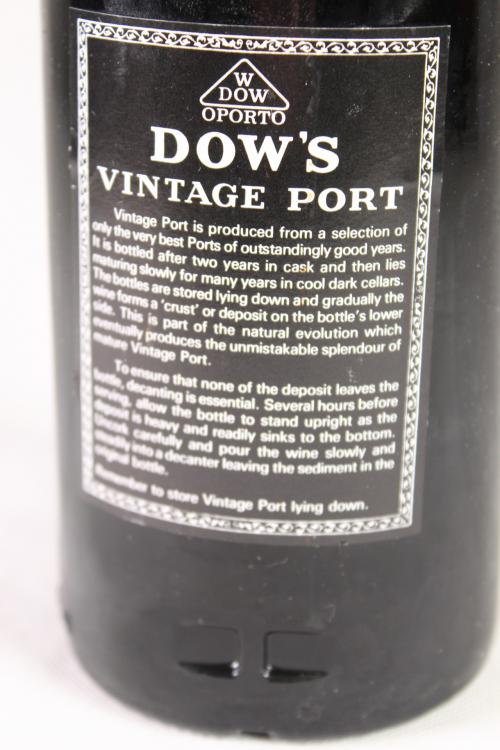 W
DOW
OPORTO
DOW'S
VINTAGE PORT
Vintage Port is produced from a selection of
only the very best Ports of outstandingly good years.
It is bottled after two years in cask and then lies
maturing slowly for many years in cool dark cellars.
The bottles are stored lying down and gradually the
wine forms a 'crust' or deposit on the bottle's lower
side. This is part of the natural evolution which
eventually produces the unmistakable splendour of
mature Vintage Port.
To ensure that none of the deposit leaves the
bottle, decanting is essential. Several hours before
serving, allow the bottle to stand upright as the
deposit is heavy and readily sinks to the bottom.
Uncork carefully and pour the wine slowly and
steadily into a decanter leaving the sediment in the
original bottle.
Remember to store Vintage Port lying down.